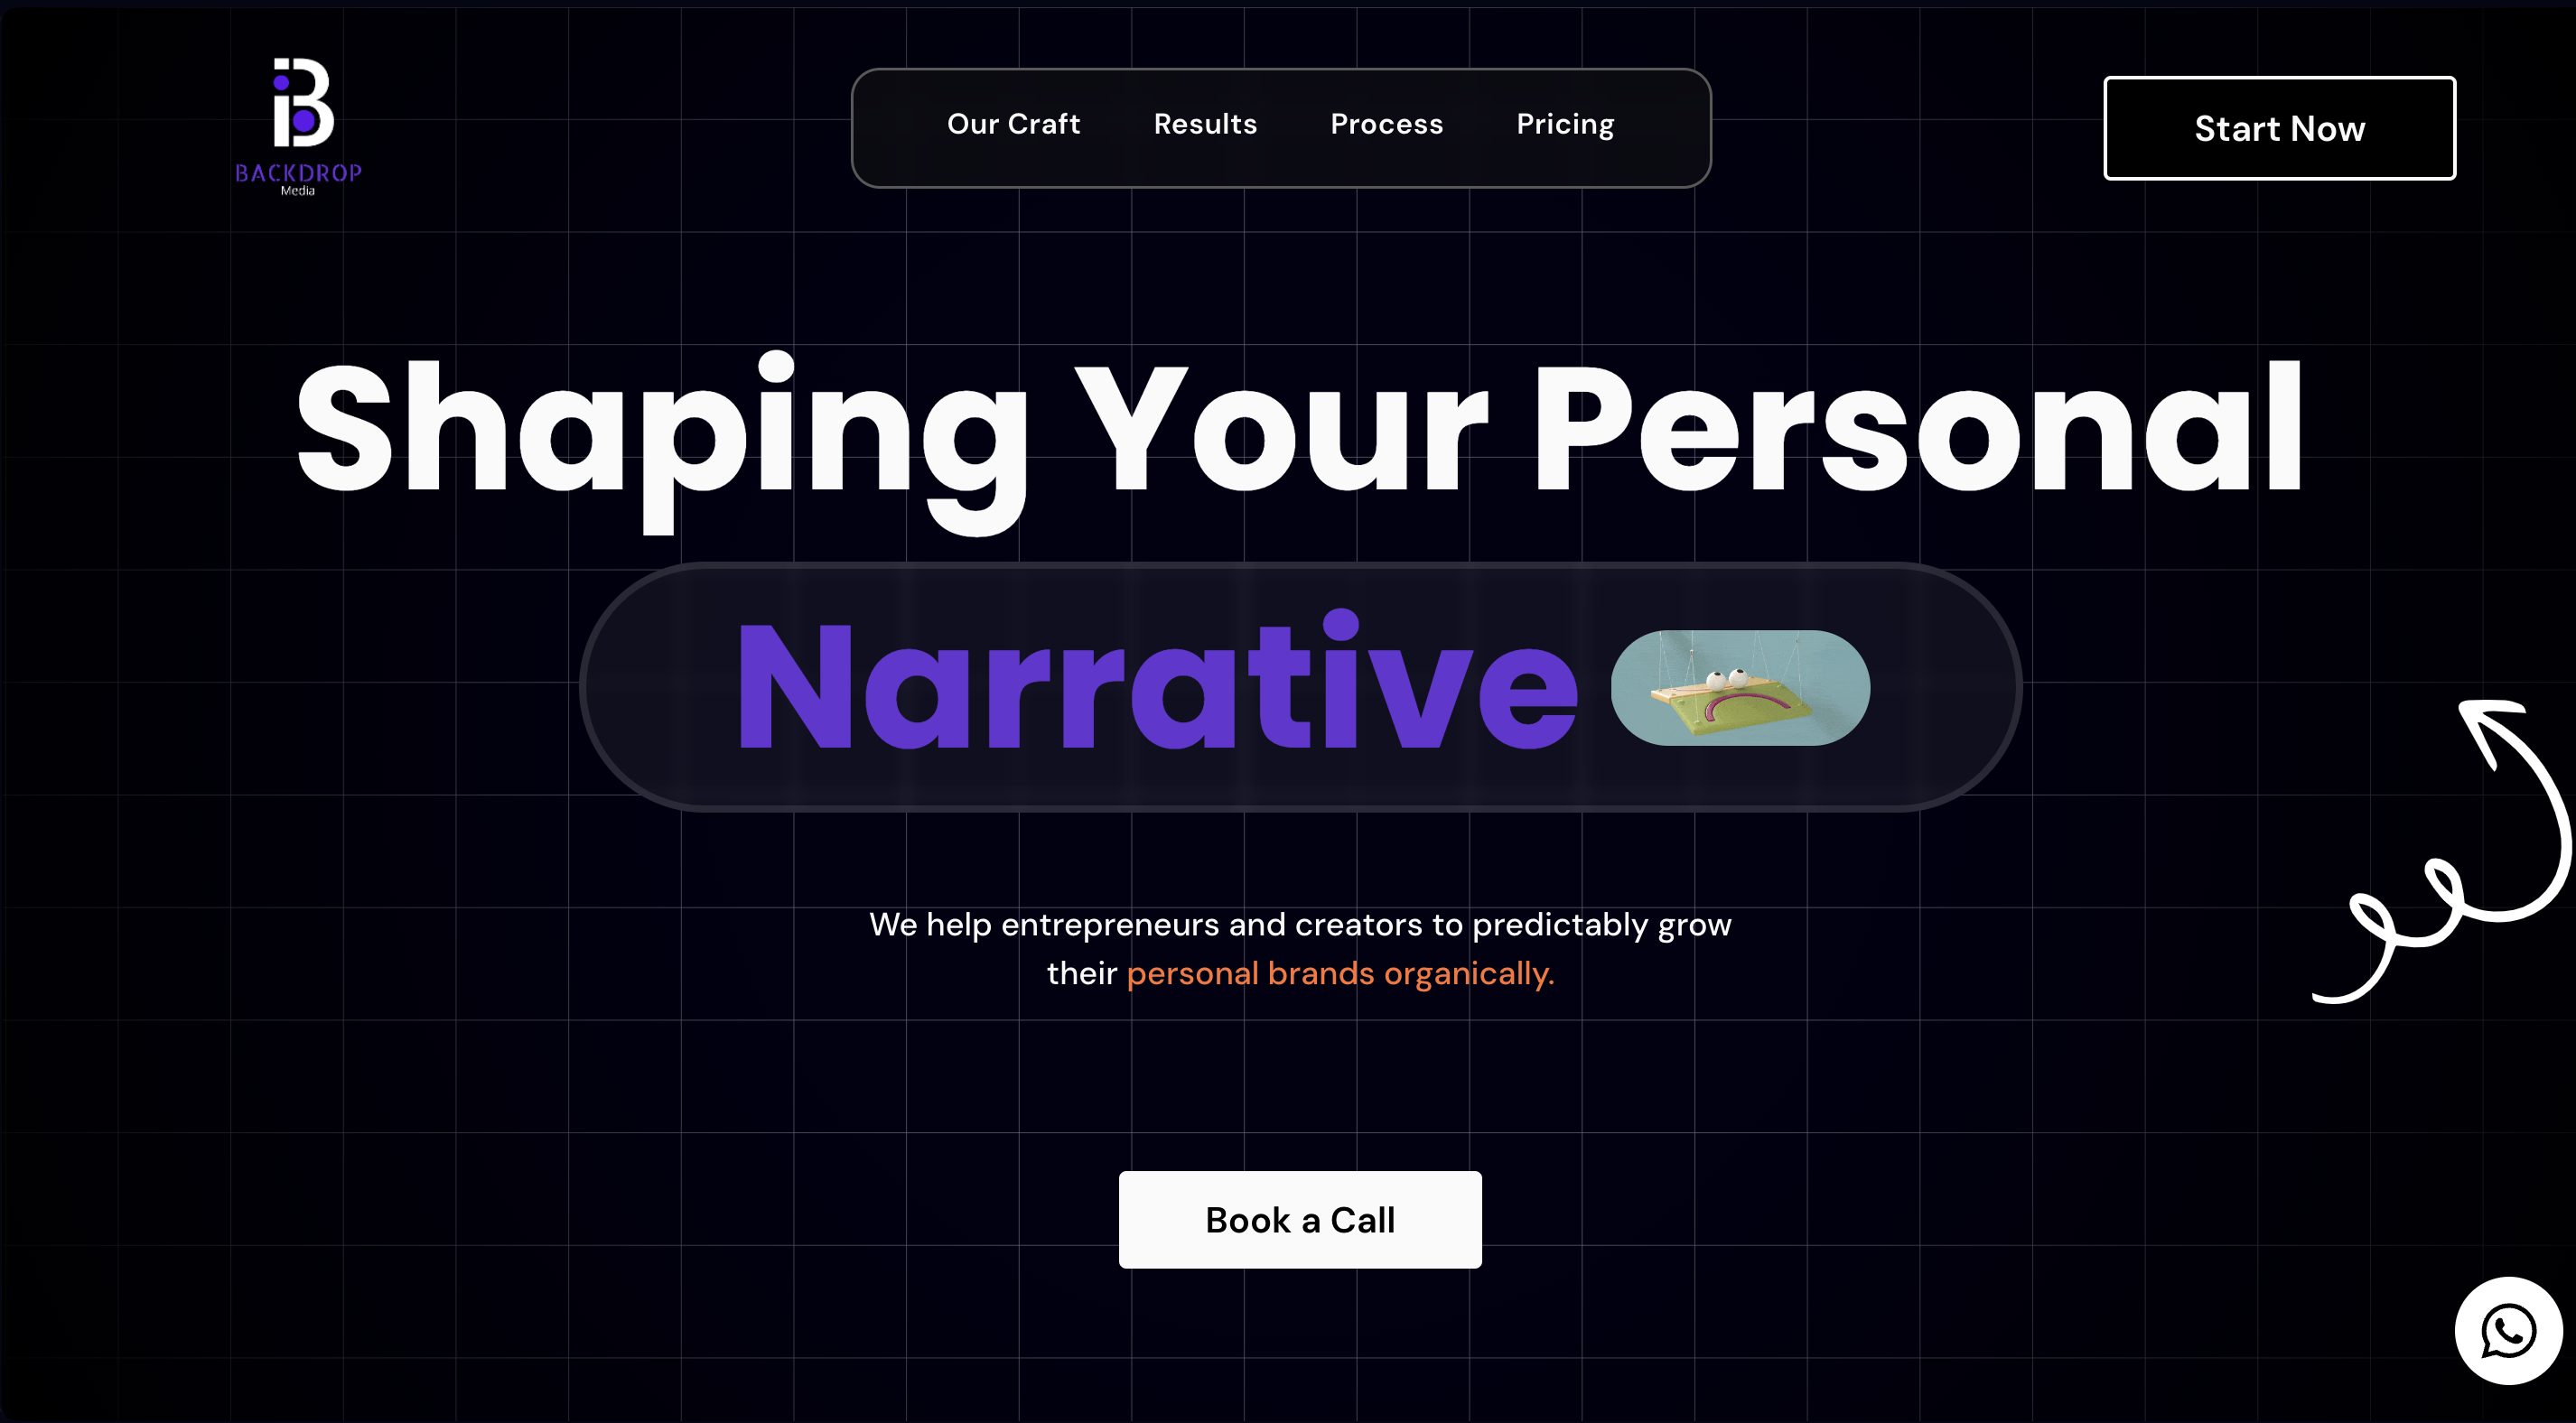 BACKDROP
Media
Our Craft Results Process Pricing
Start Now
Shaping Your Personal
Narrative
We help entrepreneurs and creators to predictably grow
their personal brands organically.
Book a Call